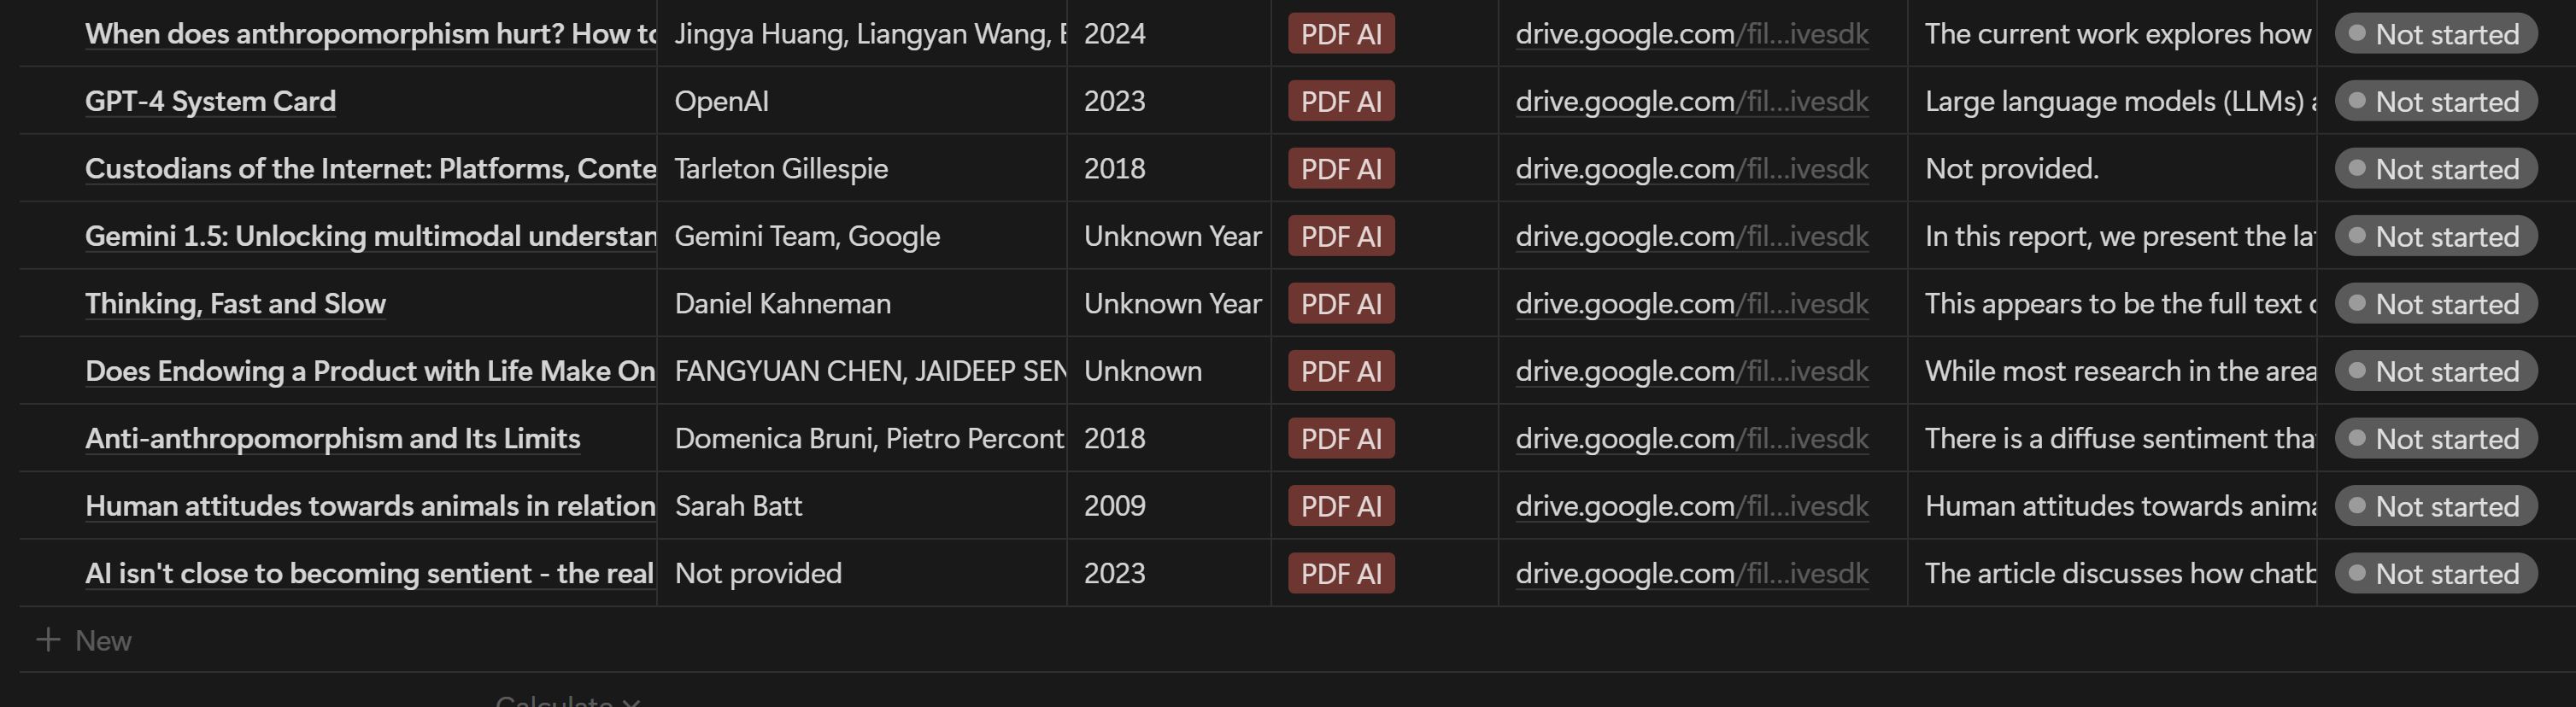 When does anthropomorphism hurt? How to Jingya Huang, Liangyan Wang, E 2024 PDF AI drive.google.com/fil...ivesdk The current work explores how Not started
GPT-4 System Card OpenAI 2023 PDF AI drive.google.com/fil...ivesdk Large language models (LLMs) a Not started
Custodians of the Internet: Platforms, Conte Tarleton Gillespie 2018 PDF AI drive.google.com/fil...ivesdk Not provided. Not started
Gemini 1.5: Unlocking multimodal understan Gemini Team, Google Unknown Year PDF AI drive.google.com/fil...ivesdk In this report, we present the lat Not started
Thinking, Fast and Slow Daniel Kahneman Unknown Year PDF AI drive.google.com/fil...ivesdk This appears to be the full text o Not started
Does Endowing a Product with Life Make On FANGYUAN CHEN, JAIDEEP SEN Unknown PDF AI drive.google.com/fil...ivesdk While most research in the area Not started
Anti-anthropomorphism and Its Limits Domenica Bruni, Pietro Percont 2018 PDF AI drive.google.com/fil...ivesdk There is a diffuse sentiment that Not started
Human attitudes towards animals in relation Sarah Batt 2009 PDF AI drive.google.com/fil...ivesdk Human attitudes towards anima Not started
AI isn't close to becoming sentient - the real Not provided 2023 PDF AI drive.google.com/fil...ivesdk The article discusses how chatb Not started
+ New
Calculate